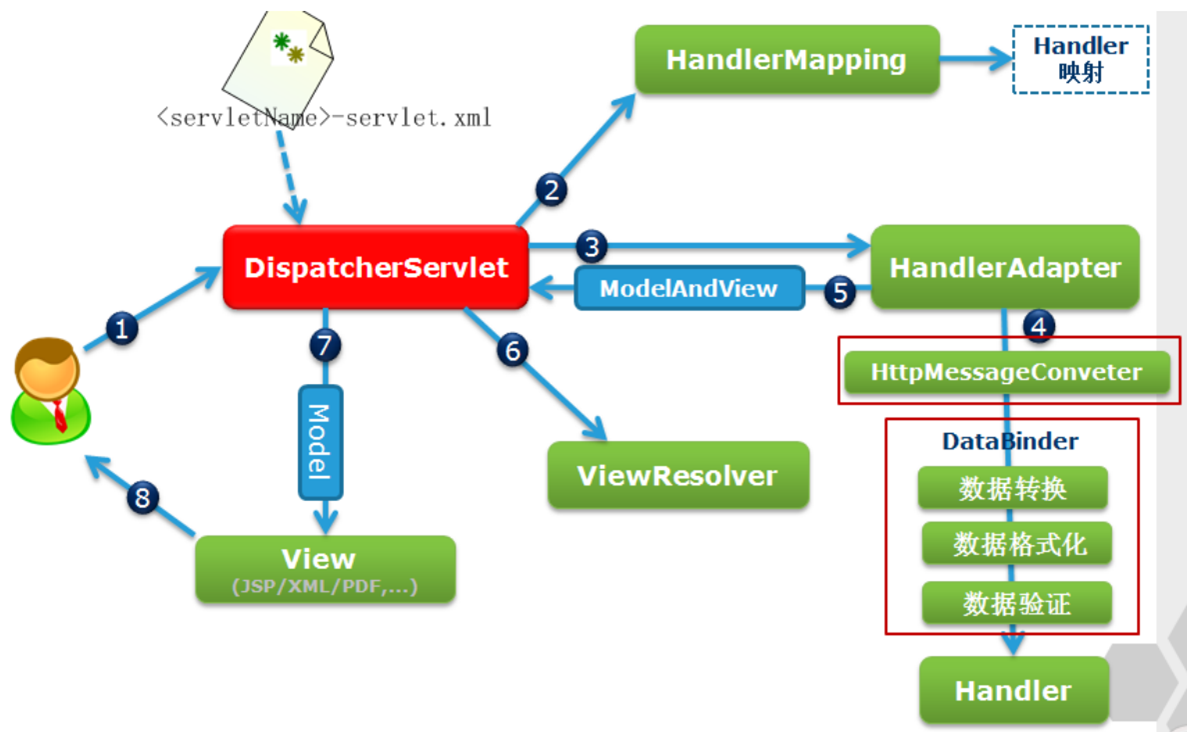 <servletName>-servlet.xml
HandlerMapping
Handler
映射
2
DispatcherServlet
3
HandlerAdapter
ModelAndView
5
1
7
6
4
HttpMessageConveter
Model
DataBinder
ViewResolver
数据转换
8
数据格式化
View
(JSP/XML/PDF,...)
数据验证
Handler